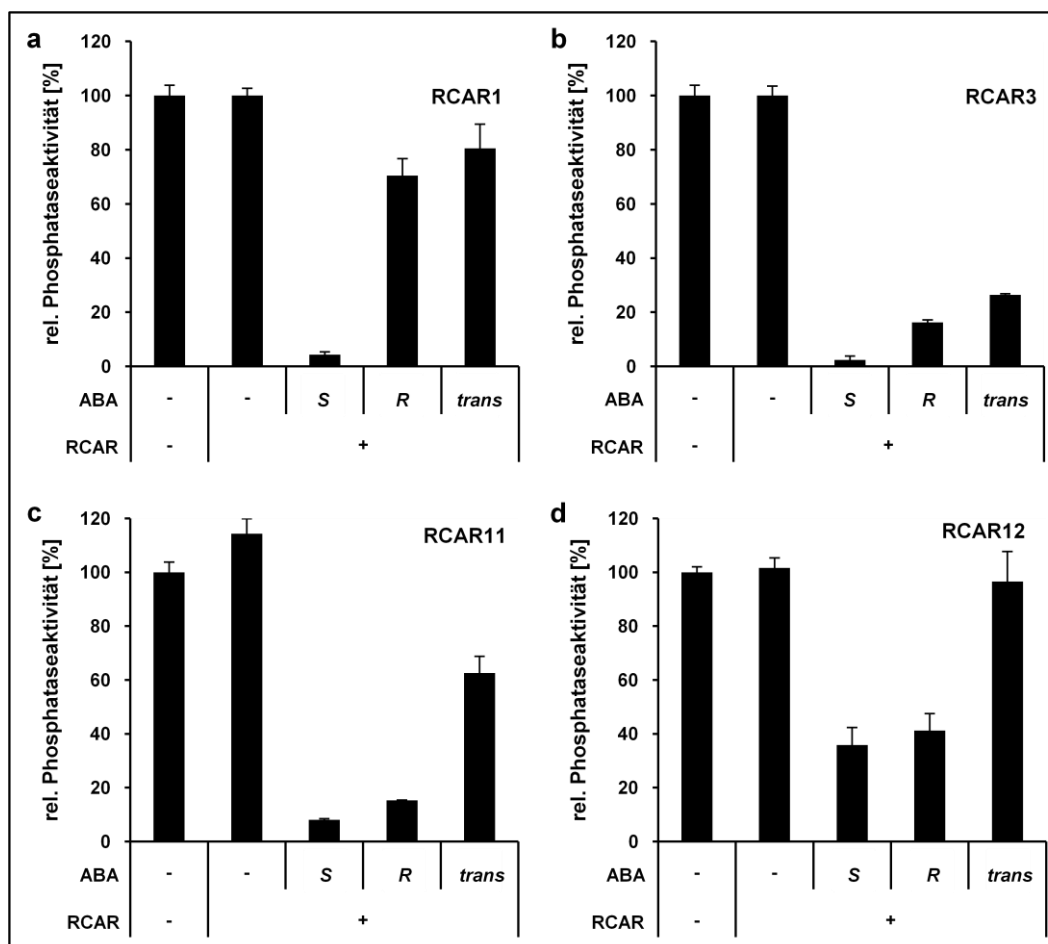 a
RCAR1
rel. Phosphataseaktivität [%]
120
100
80
60
40
20
0
ABA - - S R trans
RCAR - +
b
RCAR3
rel. Phosphataseaktivität [%]
120
100
80
60
40
20
0
ABA - - S R trans
RCAR - +
c
RCAR11
rel. Phosphataseaktivität [%]
120
100
80
60
40
20
0
ABA - - S R trans
RCAR - +
d
RCAR12
rel. Phosphataseaktivität [%]
120
100
80
60
40
20
0
ABA - - S R trans
RCAR - +